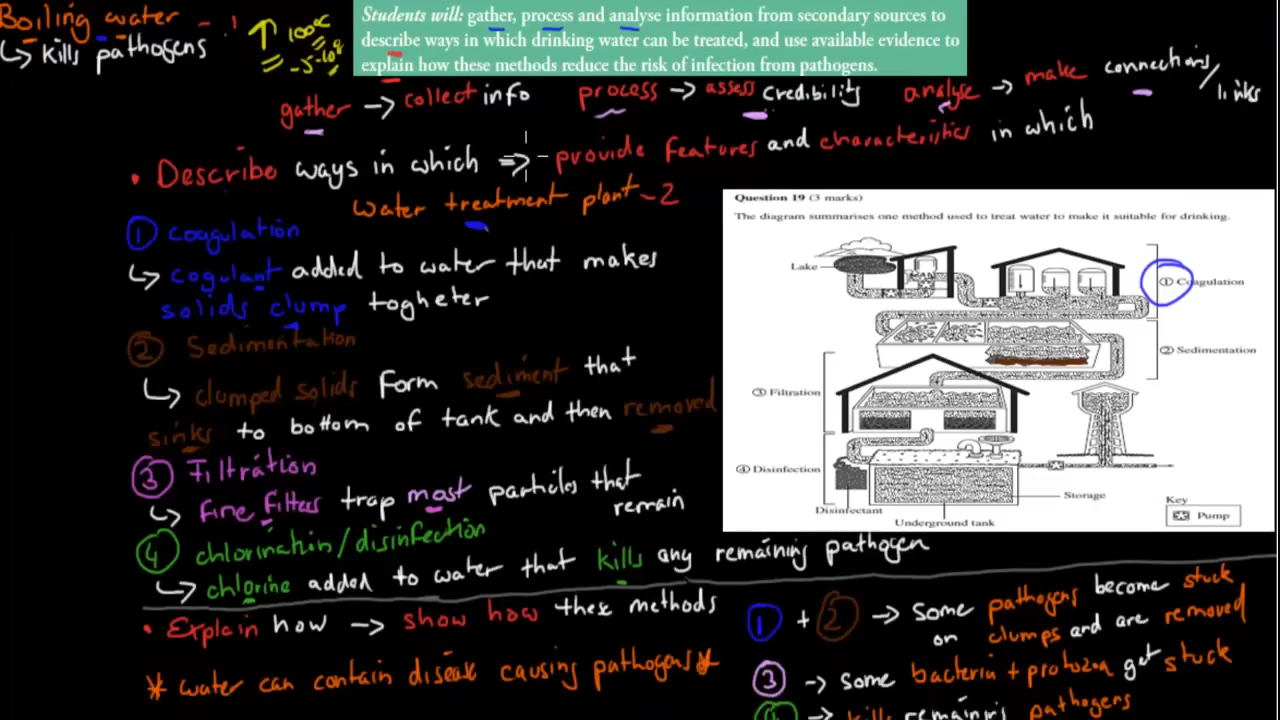 Boiling water - 1
↳ kills pathogens
↑ 100°C
-5-10°
Students will: gather, process and analyse information from secondary sources to
describe ways in which drinking water can be treated, and use available evidence to
explain how these methods reduce the risk of infection from pathogens.
gather → collect info
process → assess credibility
analyse → make connections/links
• Describe ways in which ⇒ provide features and characteristics in which
water treatment plant - 2
① coagulation
↳ cogulant added to water that makes
solids clump togheter
② Sedimentation
↳ clumped solids form sediment that
sinks to bottom of tank and then removed
③ Filtration
↳ fine filters trap most particles that
remain
④ chlorination/disinfection
↳ chlorine added to water that kills any remaining pathogen
• Explain how → show how these methods
* water can contain disease causing pathogens *
Question 19 (3 marks)
The diagram summarises one method used to treat water to make it suitable for drinking.
Lake
① Coagulation
② Sedimentation
③ Filtration
④ Disinfection
Disinfectant
Underground tank
Storage
Key
Pump
① + ② → Some pathogens become stuck
on clumps and are removed
③ → some bacteria + protozoa get stuck
④ → kills remaining pathogens